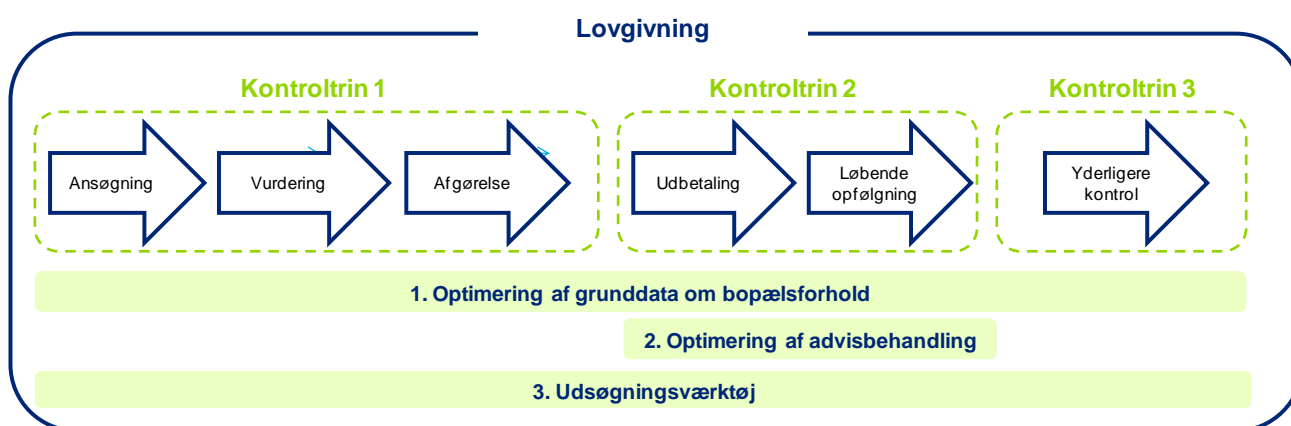 Lovgivning
Kontroltrin 1
Kontroltrin 2
Kontroltrin 3
Ansøgning
Vurdering
Afgørelse
Udbetaling
Løbende
opfølgning
Yderligere
kontrol
1. Optimering af grunddata om bopælsforhold
2. Optimering af advisbehandling
3. Udsøgningsværktøj